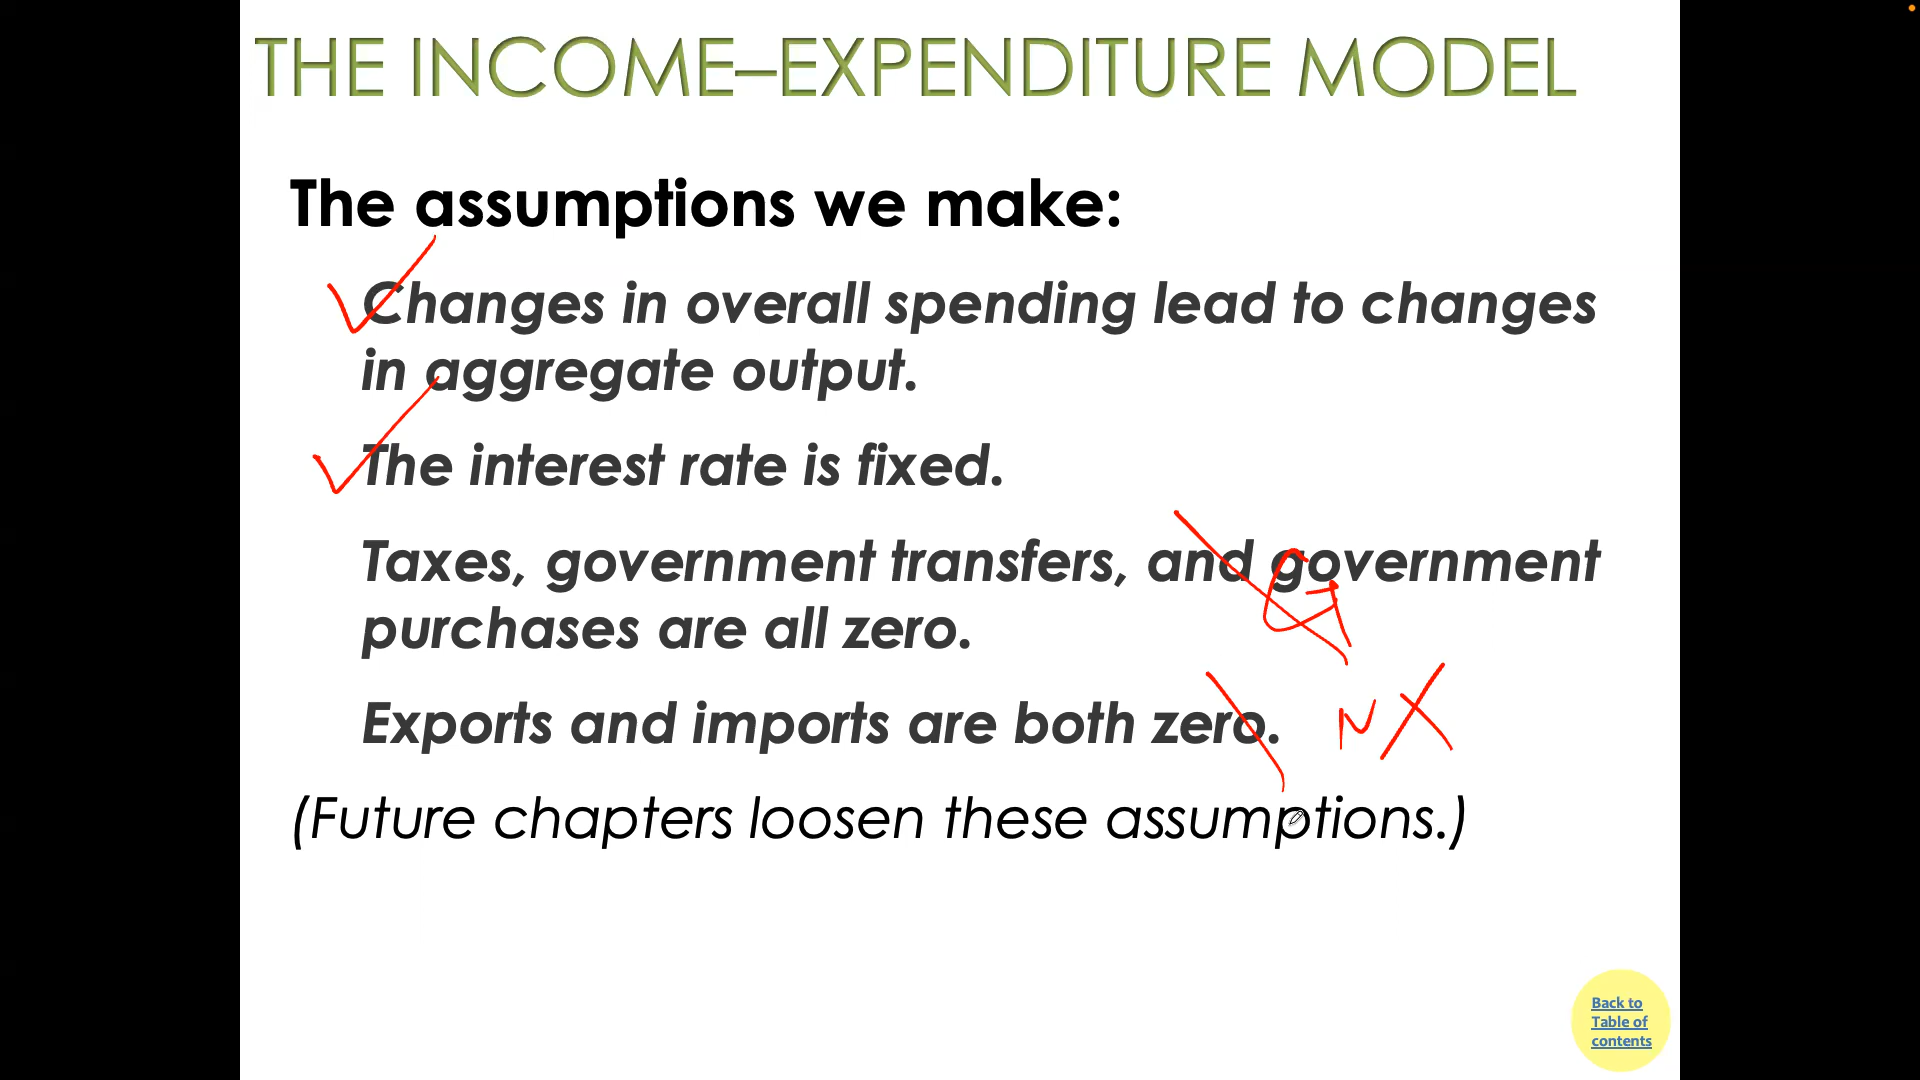 THE INCOME–EXPENDITURE MODEL
The assumptions we make:
Changes in overall spending lead to changes
in aggregate output.
The interest rate is fixed.
Taxes, government transfers, and government
purchases are all zero.
G
Exports and imports are both zero. NX
(Future chapters loosen these assumptions.)
Back to
Table of
contents